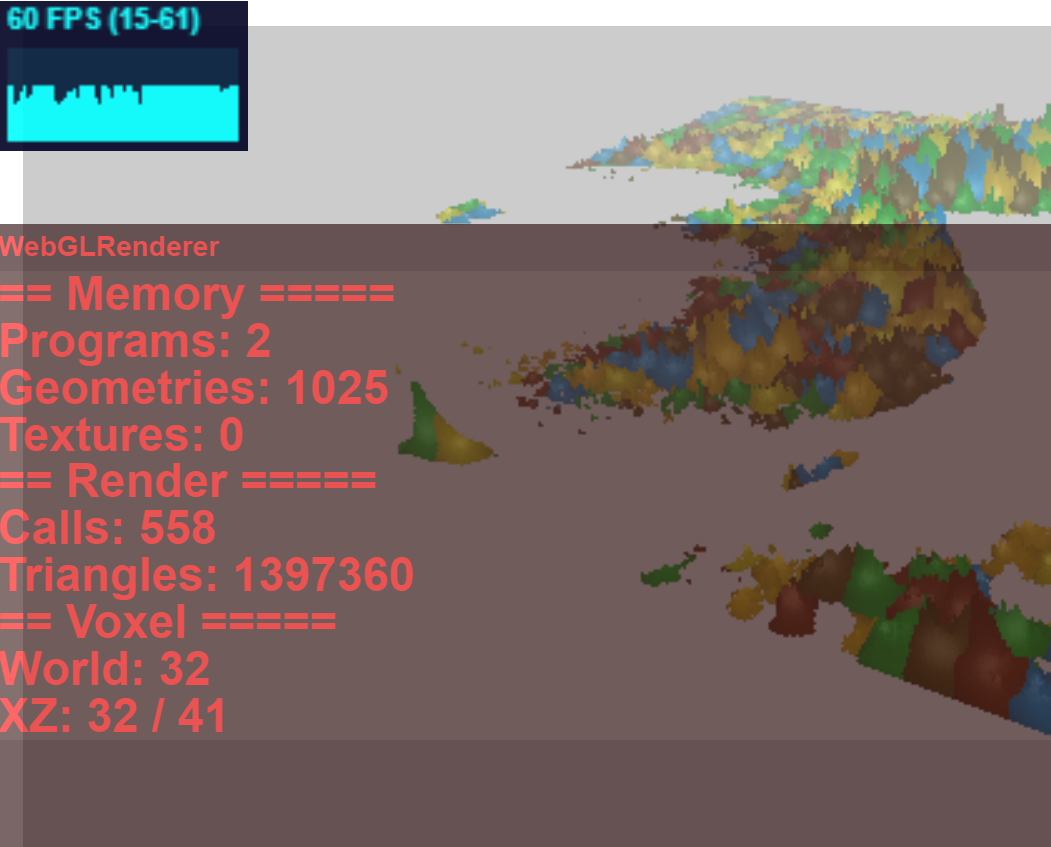 60 FPS (15-61)
WebGLRenderer
== Memory =====
Programs: 2
Geometries: 1025
Textures: 0
== Render =====
Calls: 558
Triangles: 1397360
== Voxel =====
World: 32
XZ: 32 / 41